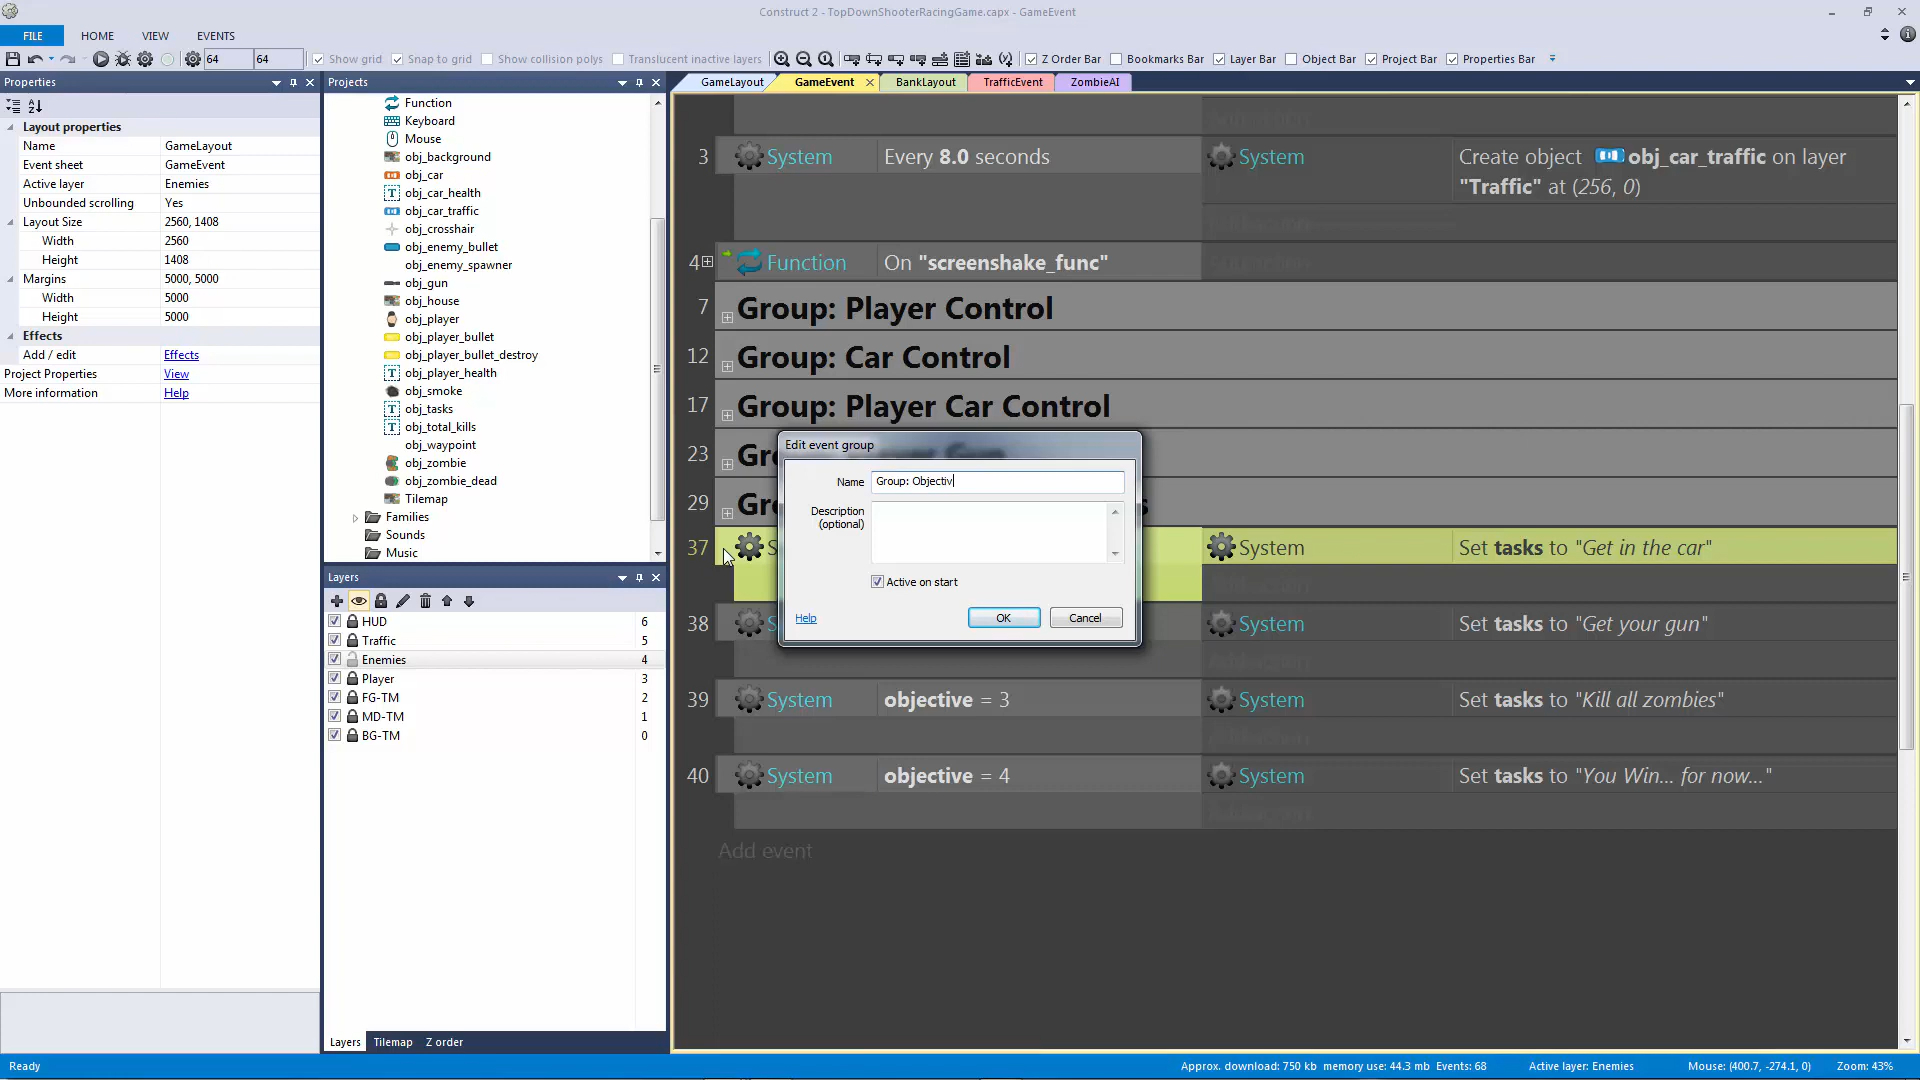 Construct 2 - TopDownShooterRacingGame.capx - GameEvent
FILE HOME VIEW EVENTS
64 64 Show grid Snap to grid Show collision polys Translucent inactive layers Z Order Bar Bookmarks Bar Layer Bar Object Bar Project Bar Properties Bar
Properties
Layout properties
Name GameLayout
Event sheet GameEvent
Active layer Enemies
Unbounded scrolling Yes
Layout Size 2560, 1408
Width 2560
Height 1408
Margins 5000, 5000
Width 5000
Height 5000
Effects
Add / edit Effects
Project Properties View
More information Help
Projects
Function
Keyboard
Mouse
obj_background
obj_car
obj_car_health
obj_car_traffic
obj_crosshair
obj_enemy_bullet
obj_enemy_spawner
obj_gun
obj_house
obj_player
obj_player_bullet
obj_player_bullet_destroy
obj_player_health
obj_smoke
obj_tasks
obj_total_kills
obj_waypoint
obj_zombie
obj_zombie_dead
Tilemap
Families
Sounds
Music
Layers
HUD 6
Traffic 5
Enemies 4
Player 3
FG-TM 2
MD-TM 1
BG-TM 0
Layers Tilemap Z order
GameLayout GameEvent BankLayout TrafficEvent ZombieAI
3 System Every 8.0 seconds System Create object obj_car_traffic on layer
"Traffic" at (256, 0)
4 Function On "screenshake_func"
7 Group: Player Control
12 Group: Car Control
17 Group: Player Car Control
23
29
37 System Set tasks to "Get in the car"
38 System Set tasks to "Get your gun"
39 System objective = 3 System Set tasks to "Kill all zombies"
40 System objective = 4 System Set tasks to "You Win... for now..."
Add event
Edit event group
Name Group: Objectiv
Description
(optional)
Active on start
Help OK Cancel
Ready Approx. download: 750 kb memory use: 44.3 mb Events: 68 Active layer: Enemies Mouse: (400.7, -274.1, 0) Zoom: 43%